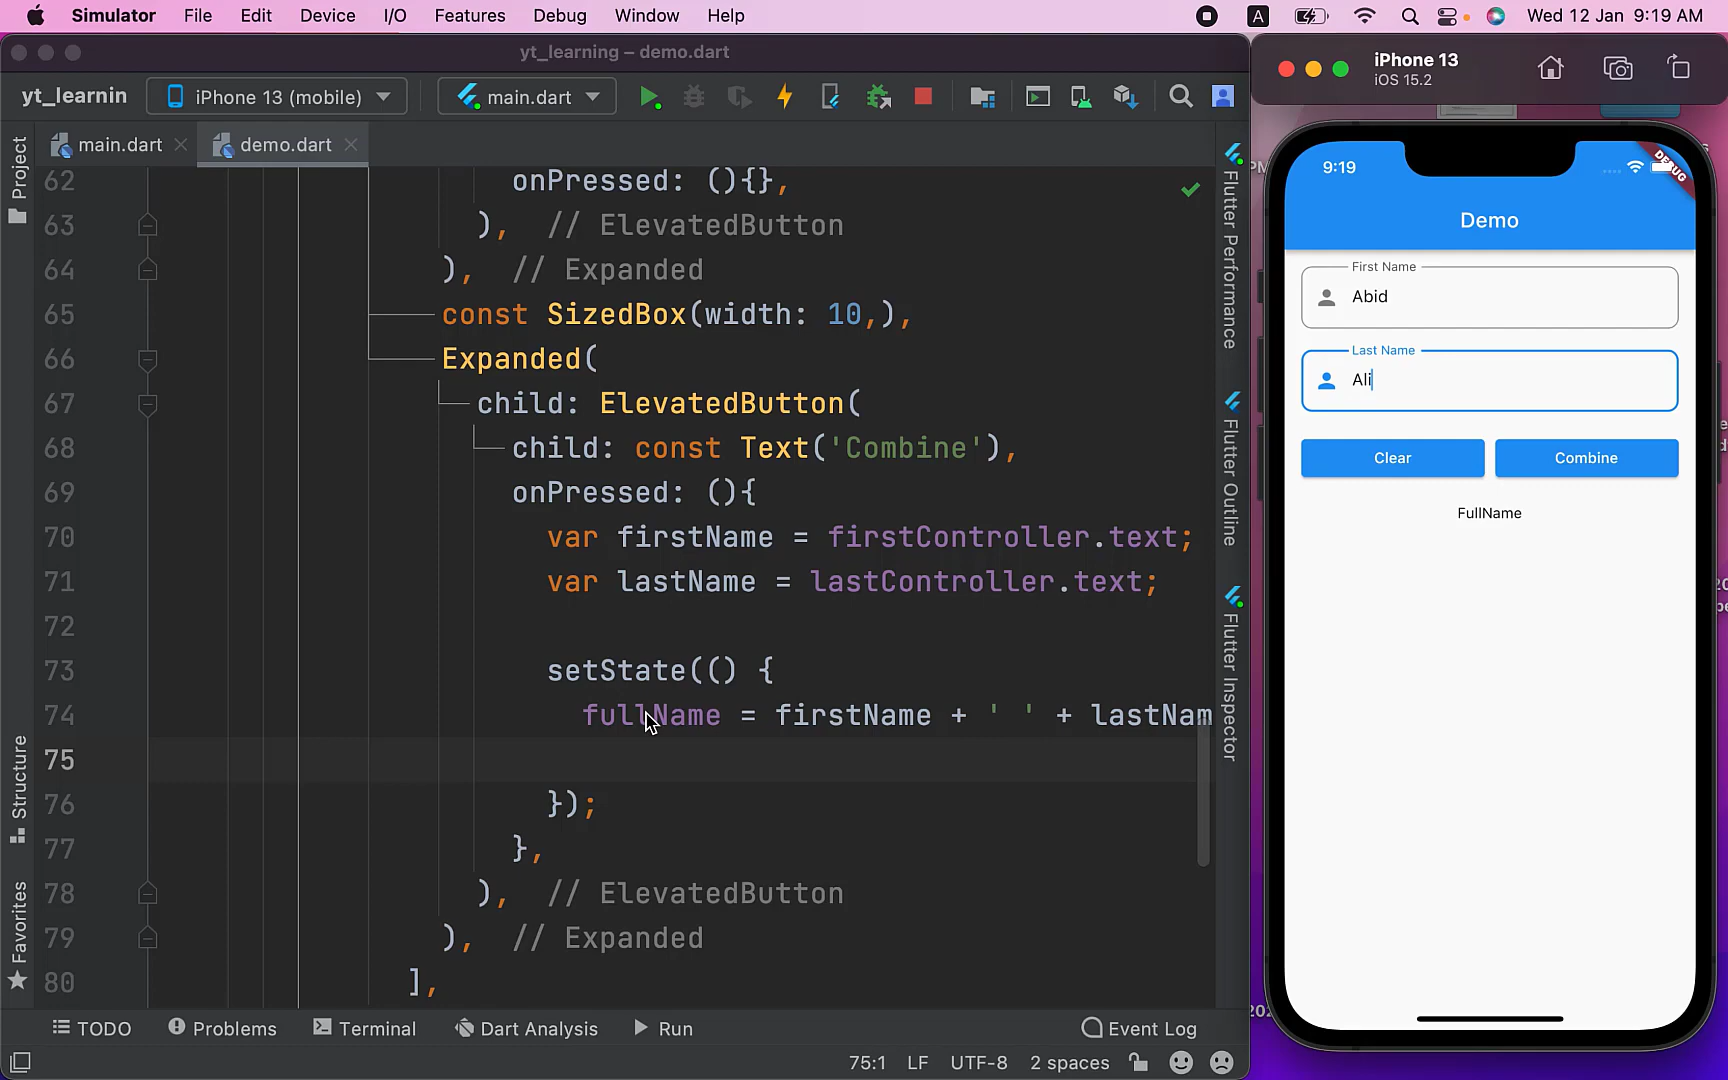 Simulator File Edit Device I/O Features Debug Window Help A Wed 12 Jan 9:19 AM
yt_learning – demo.dart
yt_learnin iPhone 13 (mobile) main.dart
main.dart demo.dart
Project
Structure
Favorites
62 onPressed: (){},
63 ), // ElevatedButton
64 ), // Expanded
65 const SizedBox(width: 10,),
66 Expanded(
67 child: ElevatedButton(
68 child: const Text('Combine'),
69 onPressed: (){
70 var firstName = firstController.text;
71 var lastName = lastController.text;
72
73 setState(() {
74 fullName = firstName + ' ' + lastNam
75
76 });
77 },
78 ), // ElevatedButton
79 ), // Expanded
80 ],
Flutter Performance
Flutter Outline
Flutter Inspector
TODO Problems Terminal Dart Analysis Run Event Log
75:1 LF UTF-8 2 spaces
iPhone 13
iOS 15.2
9:19
DEBUG
Demo
First Name
Abid
Last Name
Ali
Clear Combine
FullName